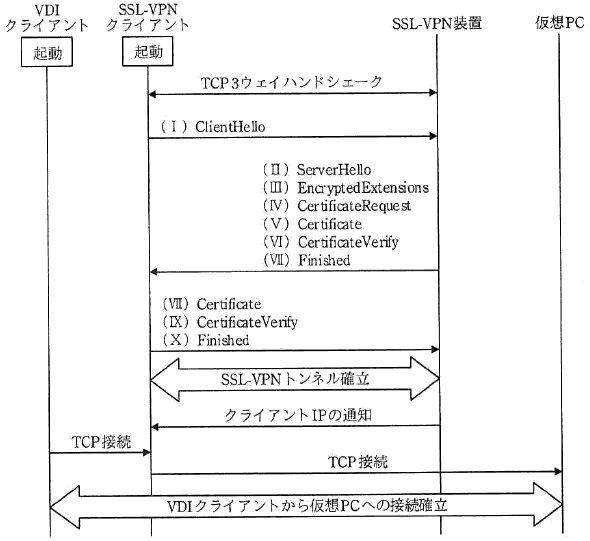 VDI
クライアント
SSL-VPN
クライアント
SSL-VPN装置
仮想PC
起動
起動
TCP3ウェイハンドシェーク
(Ⅰ) ClientHello
(Ⅱ) ServerHello
(Ⅲ) EncryptedExtensions
(Ⅳ) CertificateRequest
(Ⅴ) Certificate
(Ⅵ) CertificateVerify
(Ⅶ) Finished
(Ⅷ) Certificate
(Ⅸ) CertificateVerify
(Ⅹ) Finished
SSL-VPNトンネル確立
クライアントIPの通知
TCP接続
TCP接続
VDIクライアントから仮想PCへの接続確立